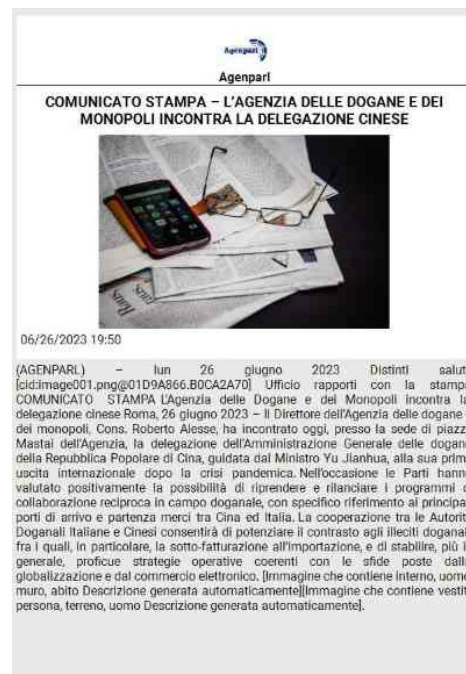 Agenparl
Agenparl
COMUNICATO STAMPA – L'AGENZIA DELLE DOGANE E DEI
MONOPOLI INCONTRA LA DELEGAZIONE CINESE
06/26/2023 19:50
(AGENPARL) – lun 26 giugno 2023 Distinti salut
[cid:image001.png@01D9A866.B0CA2A70] Ufficio rapporti con la stampa
COMUNICATO STAMPA L'Agenzia delle Dogane e dei Monopoli incontra la
delegazione cinese Roma, 26 giugno 2023 – Il Direttore dell'Agenzia delle dogane
dei monopoli, Cons. Roberto Alesse, ha incontrato oggi, presso la sede di piazz
Mastai dell'Agenzia, la delegazione dell'Amministrazione Generale delle dogane
della Repubblica Popolare di Cina, guidata dal Ministro Yu Jianhua, alla sua prim
uscita internazionale dopo la crisi pandemica. Nell'occasione le Parti hann
valutato positivamente la possibilità di riprendere e rilanciare i programmi d
collaborazione reciproca in campo doganale, con specifico riferimento ai principa
porti di arrivo e partenza merci tra Cina ed Italia. La cooperazione tra le Autorit
Doganali Italiane e Cinesi consentirà di potenziare il contrasto agli illeciti doganal
fra i quali, in particolare, la sotto-fatturazione all'importazione, e di stabilire, più i
generale, proficue strategie operative coerenti con le sfide poste dall
globalizzazione e dal commercio elettronico. [Immagine che contiene interno, uomo
muro, abito Descrizione generata automaticamente][Immagine che contiene vestit
persona, terreno, uomo Descrizione generata automaticamente].